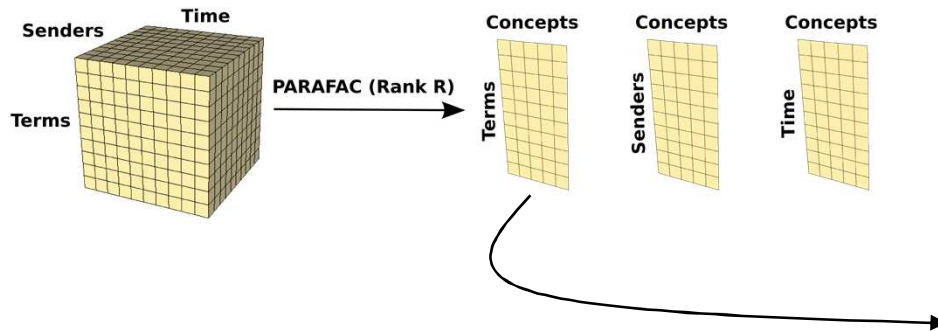 Time
Senders
Terms
PARAFAC (Rank R)
Concepts
Terms
Concepts
Senders
Concepts
Time